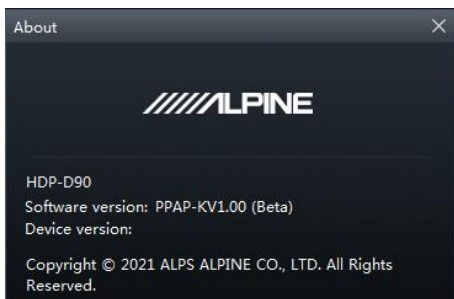 About
ALPINE
HDP-D90
Software version: PPAP-KV1.00 (Beta)
Device version:
Copyright © 2021 ALPS ALPINE CO., LTD. All Rights
Reserved.